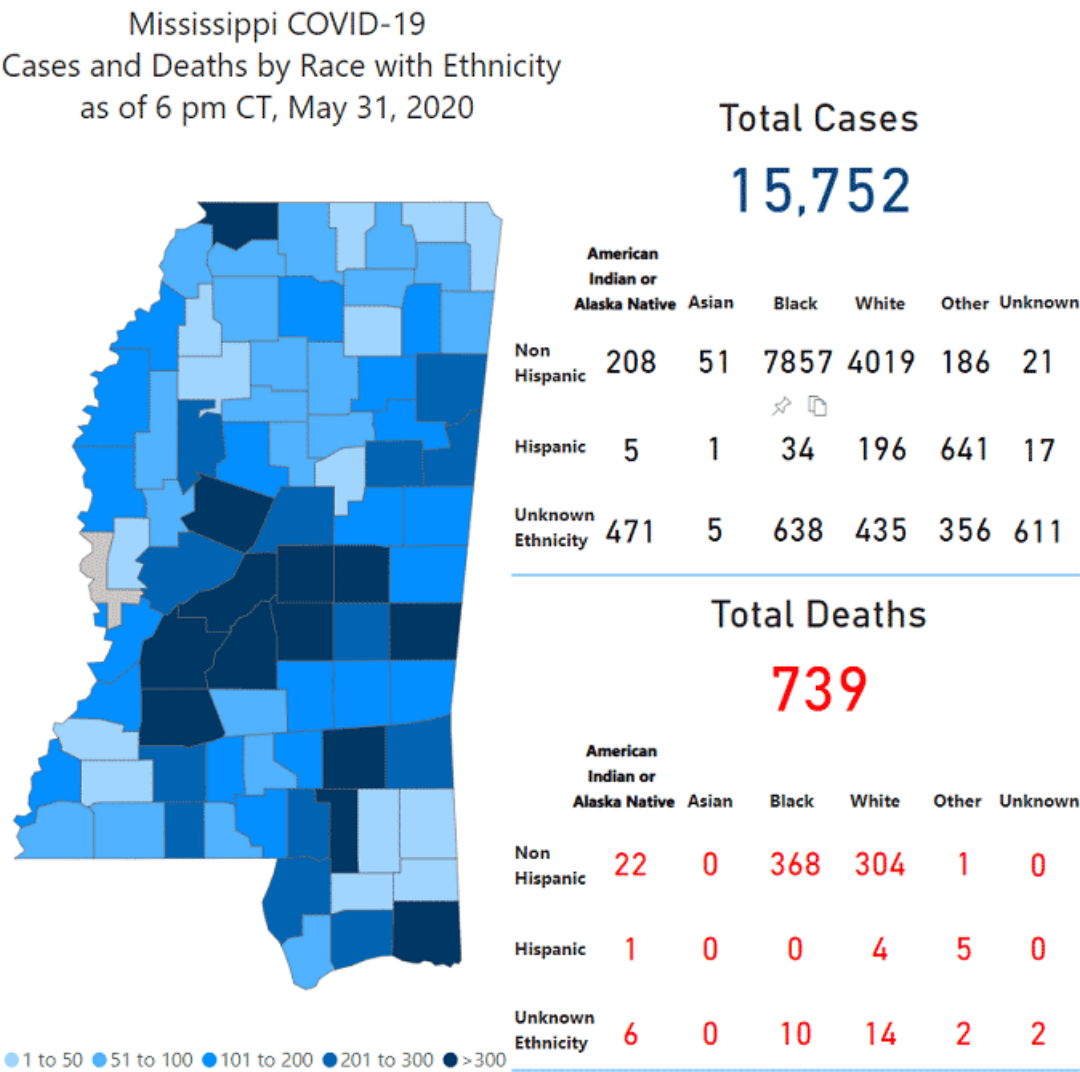 Mississippi COVID-19
Cases and Deaths by Race with Ethnicity
as of 6 pm CT, May 31, 2020
Total Cases
15,752
American
Indian or
Alaska Native Asian Black White Other Unknown
Non
Hispanic 208 51 7857 4019 186 21
Hispanic 5 1 34 196 641 17
Unknown
Ethnicity 471 5 638 435 356 611
Total Deaths
739
American
Indian or
Alaska Native Asian Black White Other Unknown
Non
Hispanic 22 0 368 304 1 0
Hispanic 1 0 0 4 5 0
Unknown
Ethnicity 6 0 10 14 2 2
1 to 50 51 to 100 101 to 200 201 to 300 >300